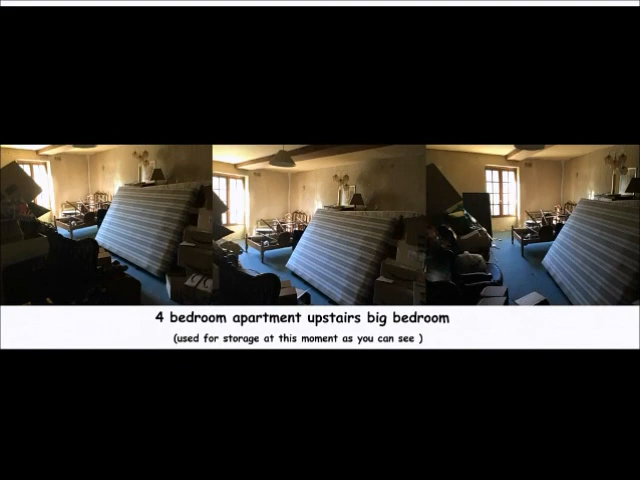 4 bedroom apartment upstairs big bedroom
(used for storage at this moment as you can see )